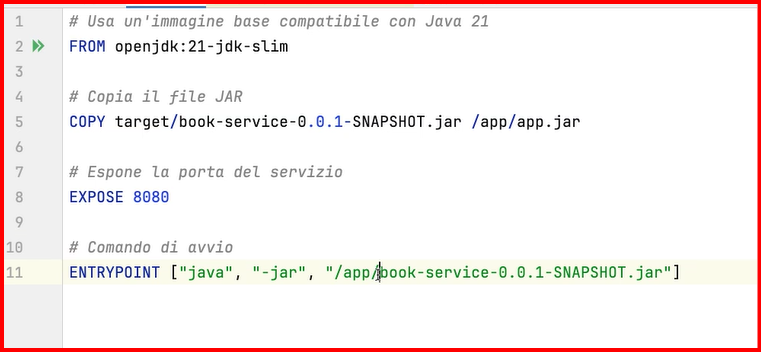 1 # Usa un'immagine base compatibile con Java 21
2 FROM openjdk:21-jdk-slim
3
4 # Copia il file JAR
5 COPY target/book-service-0.0.1-SNAPSHOT.jar /app/app.jar
6
7 # Espone la porta del servizio
8 EXPOSE 8080
9
10 # Comando di avvio
11 ENTRYPOINT ["java", "-jar", "/app/book-service-0.0.1-SNAPSHOT.jar"]